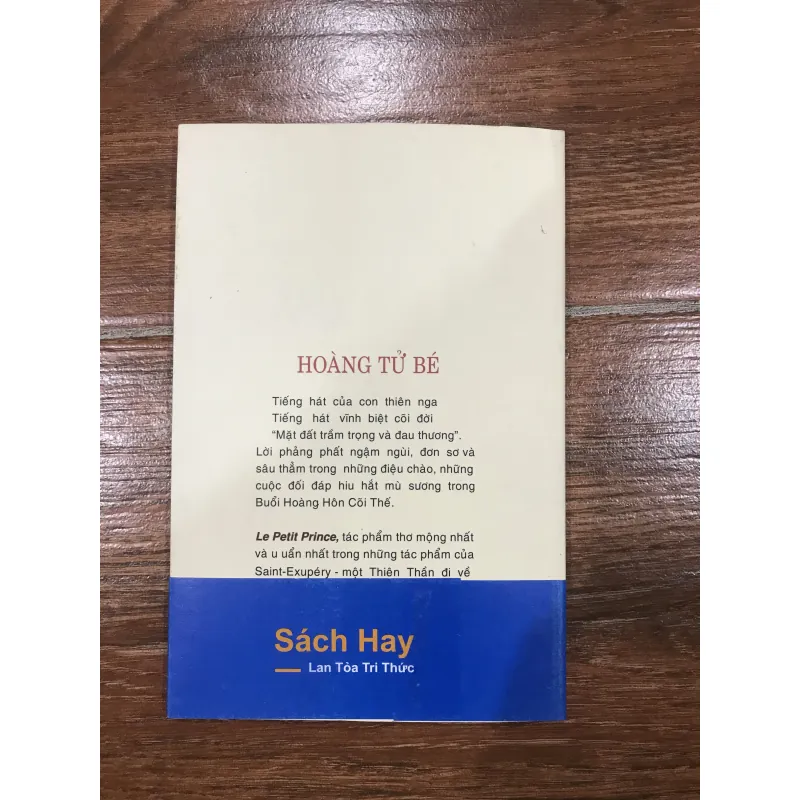 HOÀNG TỬ BÉ
Tiếng hát của con thiên nga
Tiếng hát vĩnh biệt cõi đời
“Mặt đất trầm trọng và đau thương”.
Lời phảng phất ngậm ngùi, đơn sơ và
sâu thẳm trong những điệu chào, những
cuộc đối đáp hiu hắt mù sương trong
Buổi Hoàng Hôn Cõi Thế.
Le Petit Prince, tác phẩm thơ mộng nhất
và u uẩn nhất trong những tác phẩm của
Saint-Exupéry - một Thiên Thần đi về
Sách Hay
Lan Tỏa Tri Thức